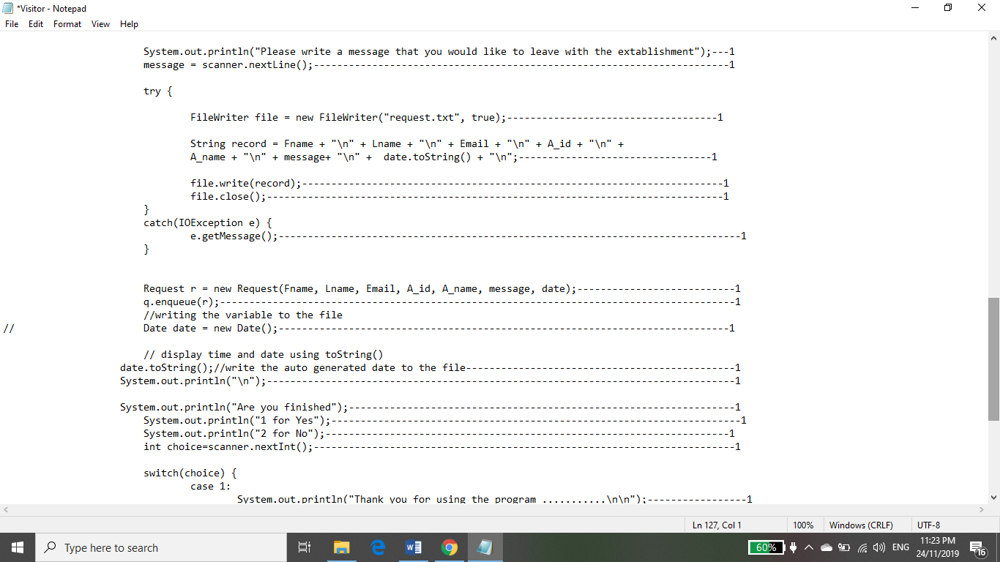 *Visitor - Notepad
File Edit Format View Help
System.out.println("Please write a message that you would like to leave with the extablishment");---1
message = scanner.nextLine();-----------------------------------------------------------------------1
try {
FileWriter file = new FileWriter("request.txt", true);------------------------------------1
String record = Fname + "\n" + Lname + "\n" + Email + "\n" + A_id + "\n" +
A_name + "\n" + message+ "\n" +  date.toString() + "\n";---------------------------------1
file.write(record);------------------------------------------------------------------------1
file.close();------------------------------------------------------------------------------1
}
catch(IOException e) {
e.getMessage();-------------------------------------------------------------------------------1
}
Request r = new Request(Fname, Lname, Email, A_id, A_name, message, date);---------------------------1
q.enqueue(r);----------------------------------------------------------------------------------------1
//writing the variable to the file
// Date date = new Date();-----------------------------------------------------------------------------1
// display time and date using toString()
date.toString();//write the auto generated date to the file----------------------------------------------1
System.out.println("\n");--------------------------------------------------------------------------------1
System.out.println("Are you finished");------------------------------------------------------------------1
System.out.println("1 for Yes");----------------------------------------------------------------------1
System.out.println("2 for No");---------------------------------------------------------------------1
int choice=scanner.nextInt();------------------------------------------------------------------------1
switch(choice) {
case 1:
System.out.println("Thank you for using the program ...........\n\n");-----------------1
Ln 127, Col 1 100% Windows (CRLF) UTF-8
Type here to search 60% ENG 11:23 PM
24/11/2019 16